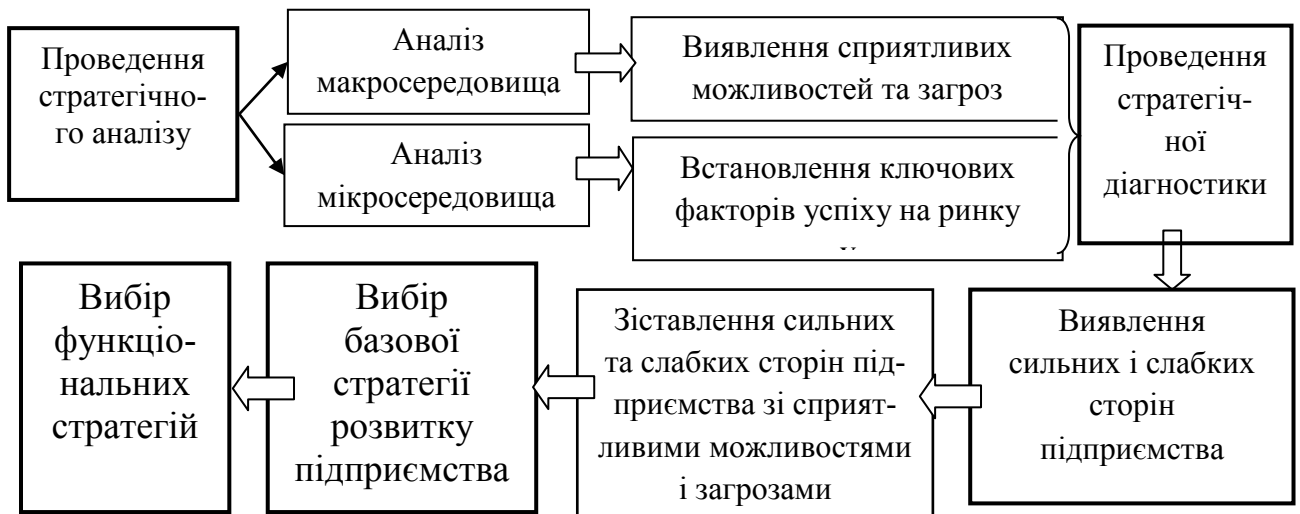 Проведення
стратегічно-
го аналізу
Аналіз
макросередовища
Виявлення сприятливих
можливостей та загроз
Аналіз
мікросередовища
Встановлення ключових
факторів успіху на ринку
Проведення
стратегіч-
ної
діагностики
Виявлення
сильних і слабких
сторін
підприємства
Зіставлення сильних
та слабких сторін під-
приємства зі сприят-
ливими можливостями
і загрозами
Вибір
базової
стратегії
розвитку
підприємства
Вибір
функціо-
нальних
стратегій